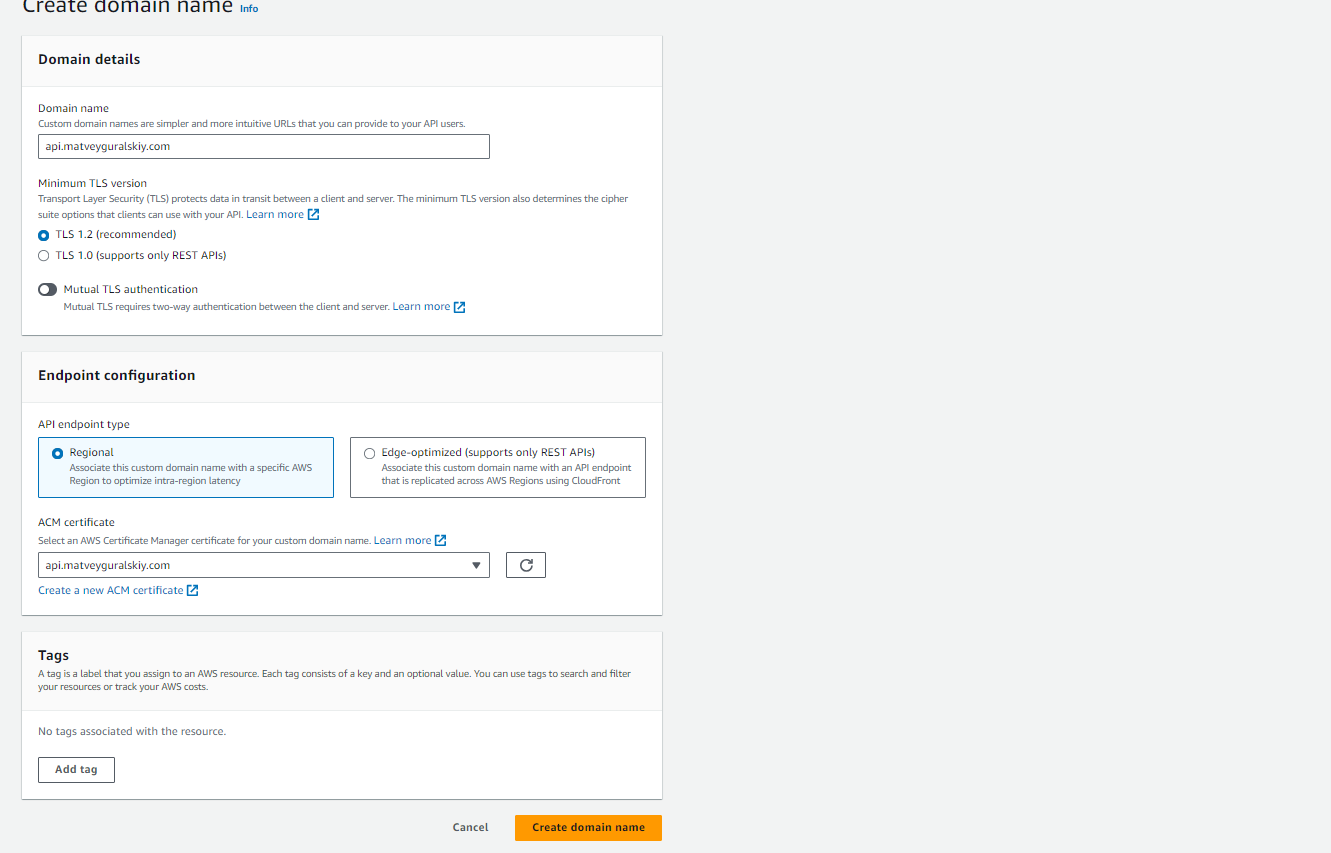 Create domain name Info
Domain details
Domain name
Custom domain names are simpler and more intuitive URLs that you can provide to your API users.
api.matveyguralskiy.com
Minimum TLS version
Transport Layer Security (TLS) protects data in transit between a client and server. The minimum TLS version also determines the cipher
suite options that clients can use with your API. Learn more
TLS 1.2 (recommended)
TLS 1.0 (supports only REST APIs)
Mutual TLS authentication
Mutual TLS requires two-way authentication between the client and server. Learn more
Endpoint configuration
API endpoint type
Regional
Associate this custom domain name with a specific AWS
Region to optimize intra-region latency
Edge-optimized (supports only REST APIs)
Associate this custom domain name with an API endpoint
that is replicated across AWS Regions using CloudFront
ACM certificate
Select an AWS Certificate Manager certificate for your custom domain name. Learn more
api.matveyguralskiy.com
Create a new ACM certificate
Tags
A tag is a label that you assign to an AWS resource. Each tag consists of a key and an optional value. You can use tags to search and filter
your resources or track your AWS costs.
No tags associated with the resource.
Add tag
Cancel
Create domain name